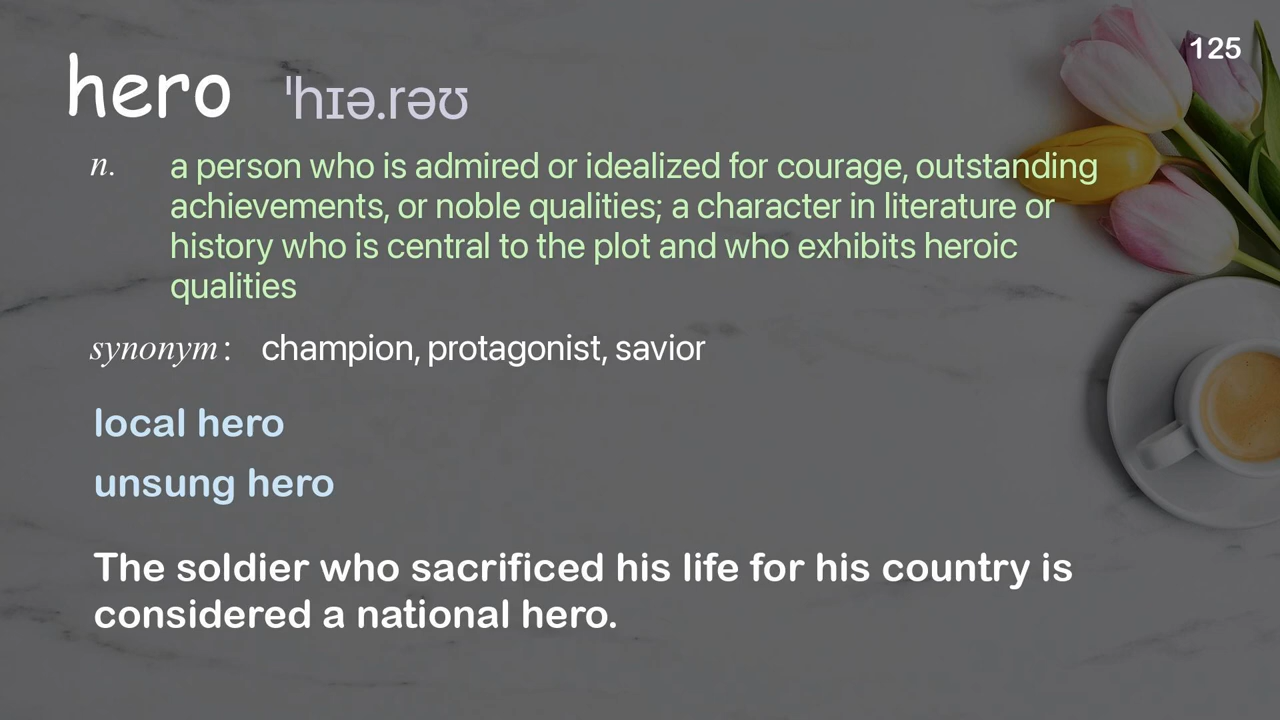 125
hero ˈhɪə.rəʊ
n. a person who is admired or idealized for courage, outstanding
achievements, or noble qualities; a character in literature or
history who is central to the plot and who exhibits heroic
qualities
synonym: champion, protagonist, savior
local hero
unsung hero
The soldier who sacrificed his life for his country is
considered a national hero.